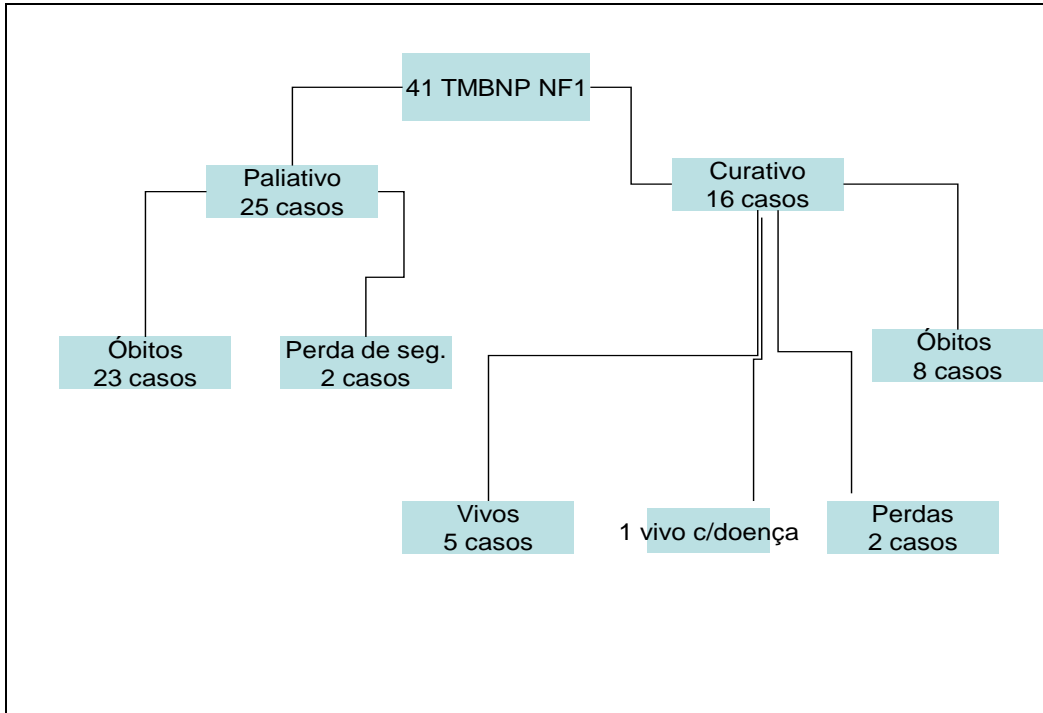 41 TMBNP NF1
Paliativo
25 casos
Curativo
16 casos
Óbitos
23 casos
Perda de seg.
2 casos
Óbitos
8 casos
Vivos
5 casos
1 vivo c/doença
Perdas
2 casos